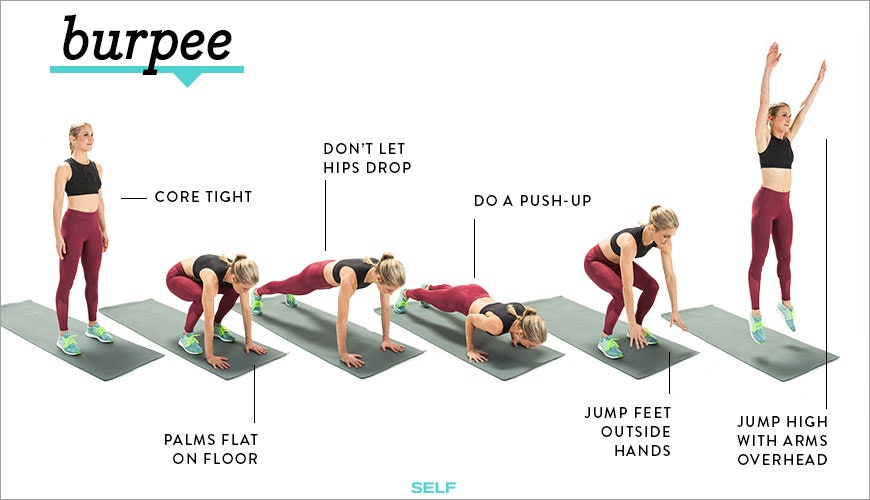 burpee
CORE TIGHT
PALMS FLAT
ON FLOOR
DON'T LET
HIPS DROP
DO A PUSH-UP
JUMP FEET
OUTSIDE
HANDS
JUMP HIGH
WITH ARMS
OVERHEAD
SELF